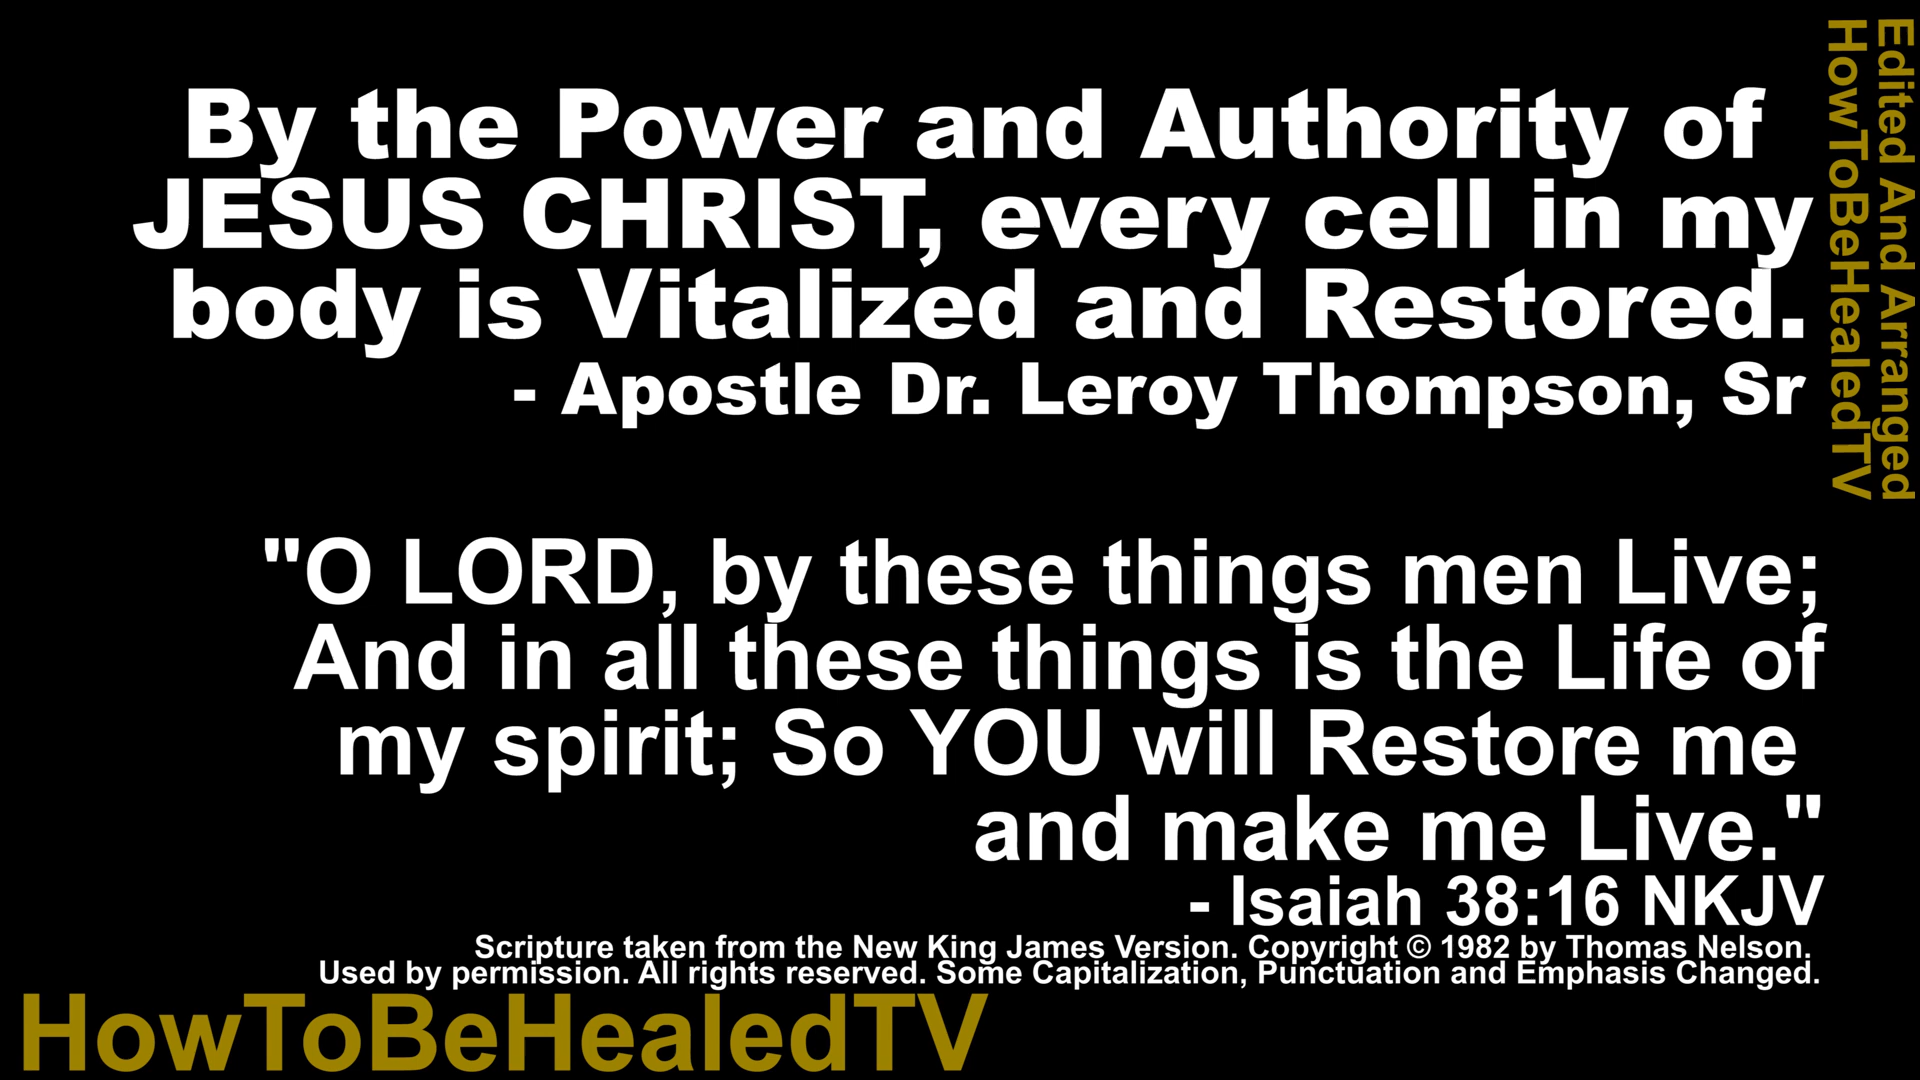 By the Power and Authority of
JESUS CHRIST, every cell in my
body is Vitalized and Restored.
- Apostle Dr. Leroy Thompson, Sr
"O LORD, by these things men Live;
And in all these things is the Life of
my spirit; So YOU will Restore me
and make me Live."
- Isaiah 38:16 NKJV
Scripture taken from the New King James Version. Copyright © 1982 by Thomas Nelson.
Used by permission. All rights reserved. Some Capitalization, Punctuation and Emphasis Changed.
HowToBeHealedTV
Edited And Arranged
HowToBeHealedTV